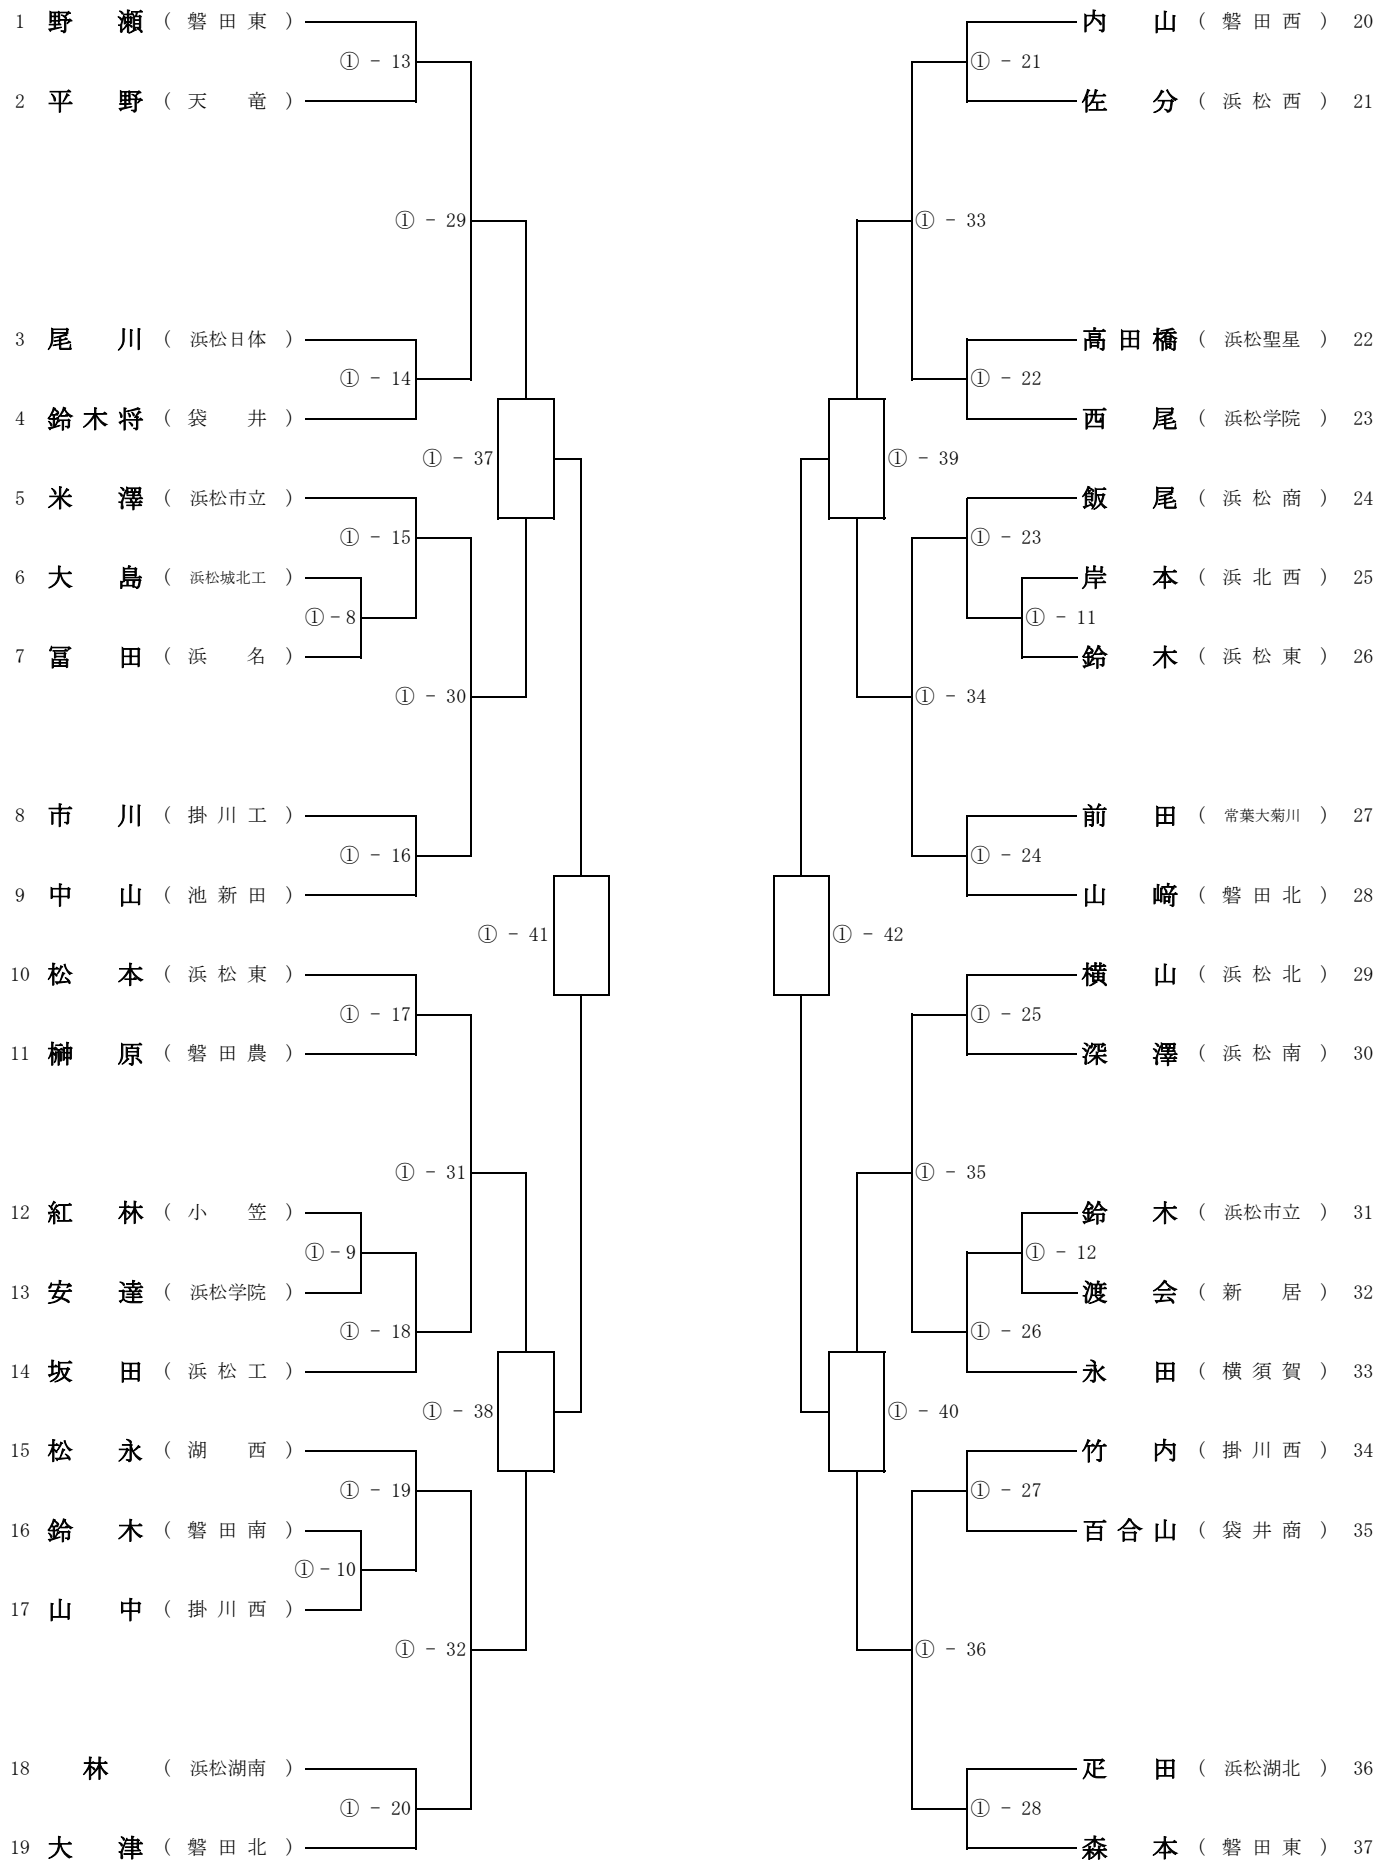 1 野 瀬 ( 磐 田 東 )
① - 13
2 平 野 ( 天 竜 )
① - 29
3 尾 川 ( 浜松日体 )
① - 14
4 鈴 木 将 ( 袋 井 )
① - 37
5 米 澤 ( 浜松市立 )
① - 15
6 大 島 ( 浜松城北工 )
① - 8
7 冨 田 ( 浜 名 )
① - 30
8 市 川 ( 掛 川 工 )
① - 16
9 中 山 ( 池 新 田 )
① - 41
10 松 本 ( 浜 松 東 )
① - 17
11 榊 原 ( 磐 田 農 )
① - 31
12 紅 林 ( 小 笠 )
① - 9
13 安 達 ( 浜松学院 )
① - 18
14 坂 田 ( 浜 松 工 )
① - 38
15 松 永 ( 湖 西 )
① - 19
16 鈴 木 ( 磐 田 南 )
① - 10
17 山 中 ( 掛 川 西 )
① - 32
18 林 ( 浜松湖南 )
① - 20
19 大 津 ( 磐 田 北 )
内 山 ( 磐 田 西 ) 20
① - 21
佐 分 ( 浜 松 西 ) 21
① - 33
高 田 橋 ( 浜松聖星 ) 22
① - 22
西 尾 ( 浜松学院 ) 23
① - 39
飯 尾 ( 浜 松 商 ) 24
① - 23
岸 本 ( 浜 北 西 ) 25
① - 11
鈴 木 ( 浜 松 東 ) 26
① - 34
前 田 ( 常葉大菊川 ) 27
① - 24
山 﨑 ( 磐 田 北 ) 28
① - 42
横 山 ( 浜 松 北 ) 29
① - 25
深 澤 ( 浜 松 南 ) 30
① - 35
鈴 木 ( 浜松市立 ) 31
① - 12
渡 会 ( 新 居 ) 32
① - 26
永 田 ( 横 須 賀 ) 33
① - 40
竹 内 ( 掛 川 西 ) 34
① - 27
百 合 山 ( 袋 井 商 ) 35
① - 36
疋 田 ( 浜松湖北 ) 36
① - 28
森 本 ( 磐 田 東 ) 37